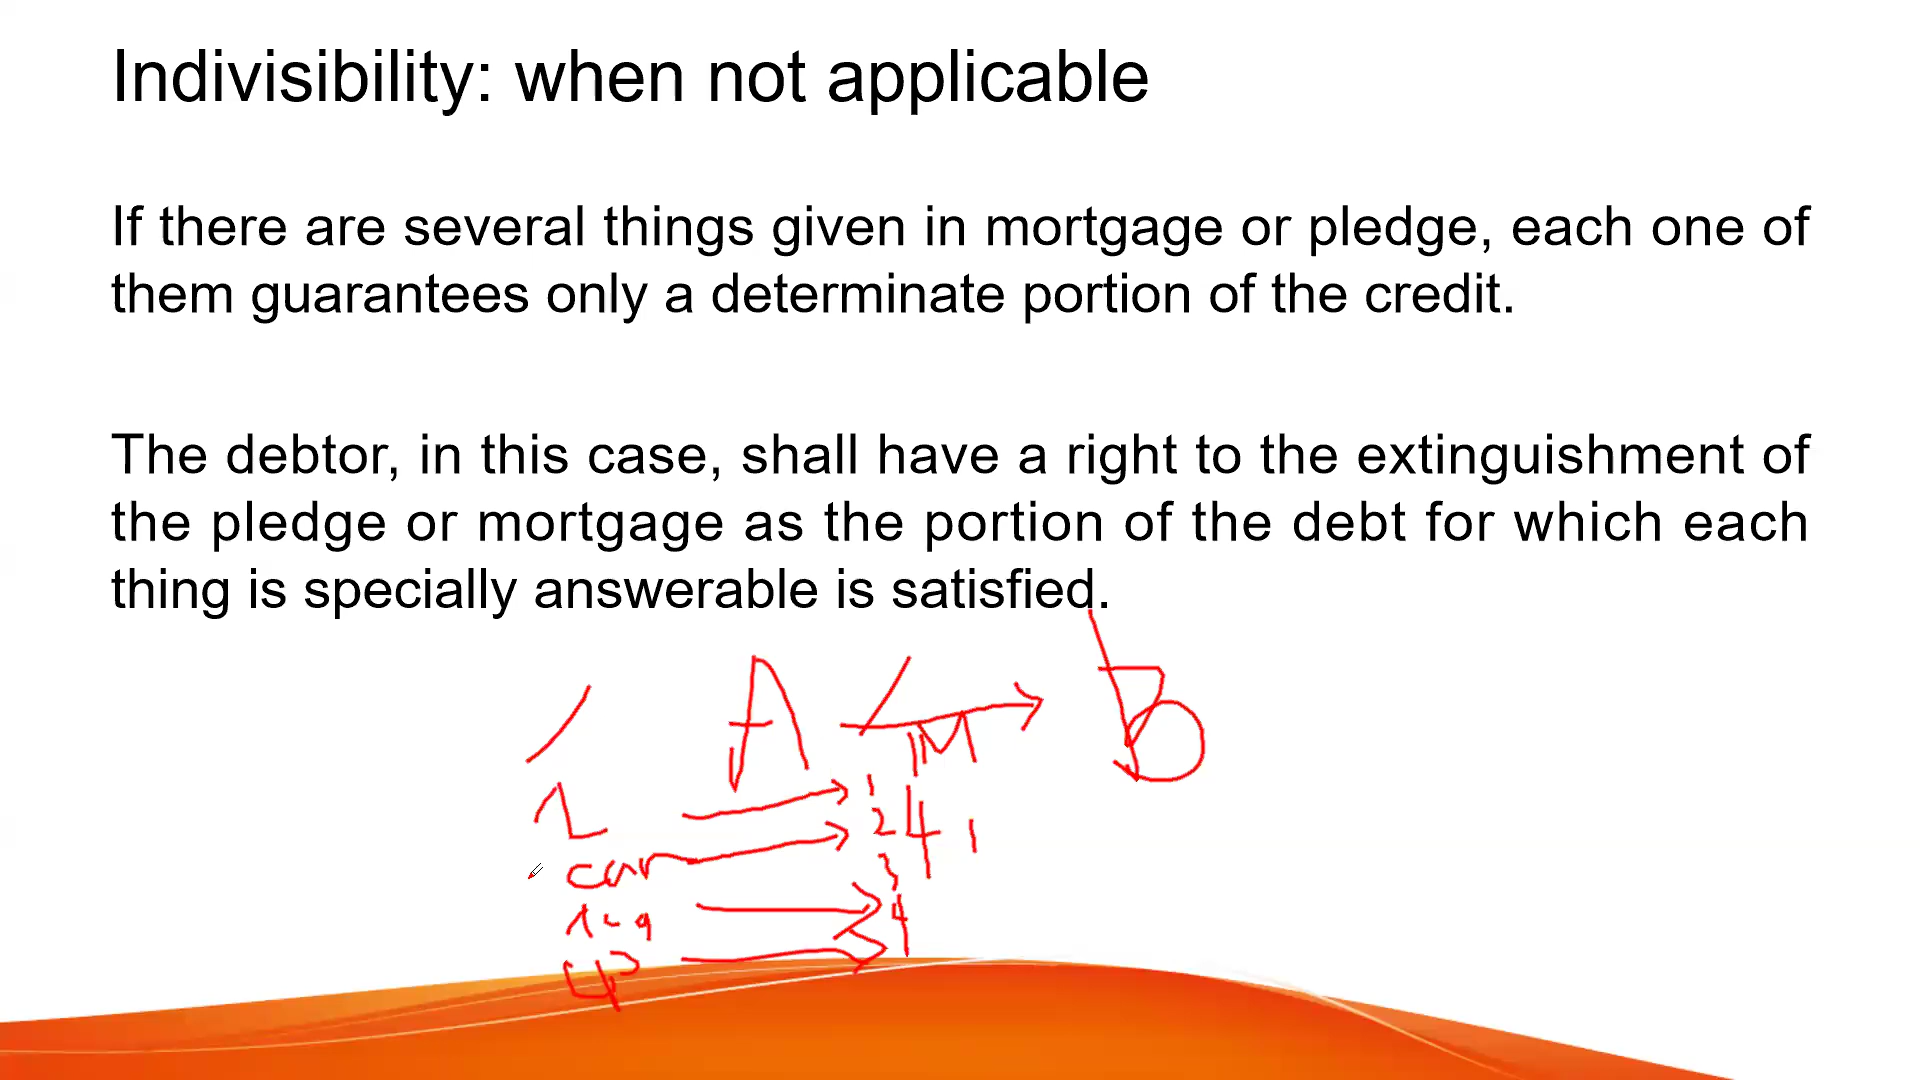 Indivisibility: when not applicable
If there are several things given in mortgage or pledge, each one of
them guarantees only a determinate portion of the credit.
The debtor, in this case, shall have a right to the extinguishment of
the pledge or mortgage as the portion of the debt for which each
thing is specially answerable is satisfied.
A B
1M
1
2
car
3
4